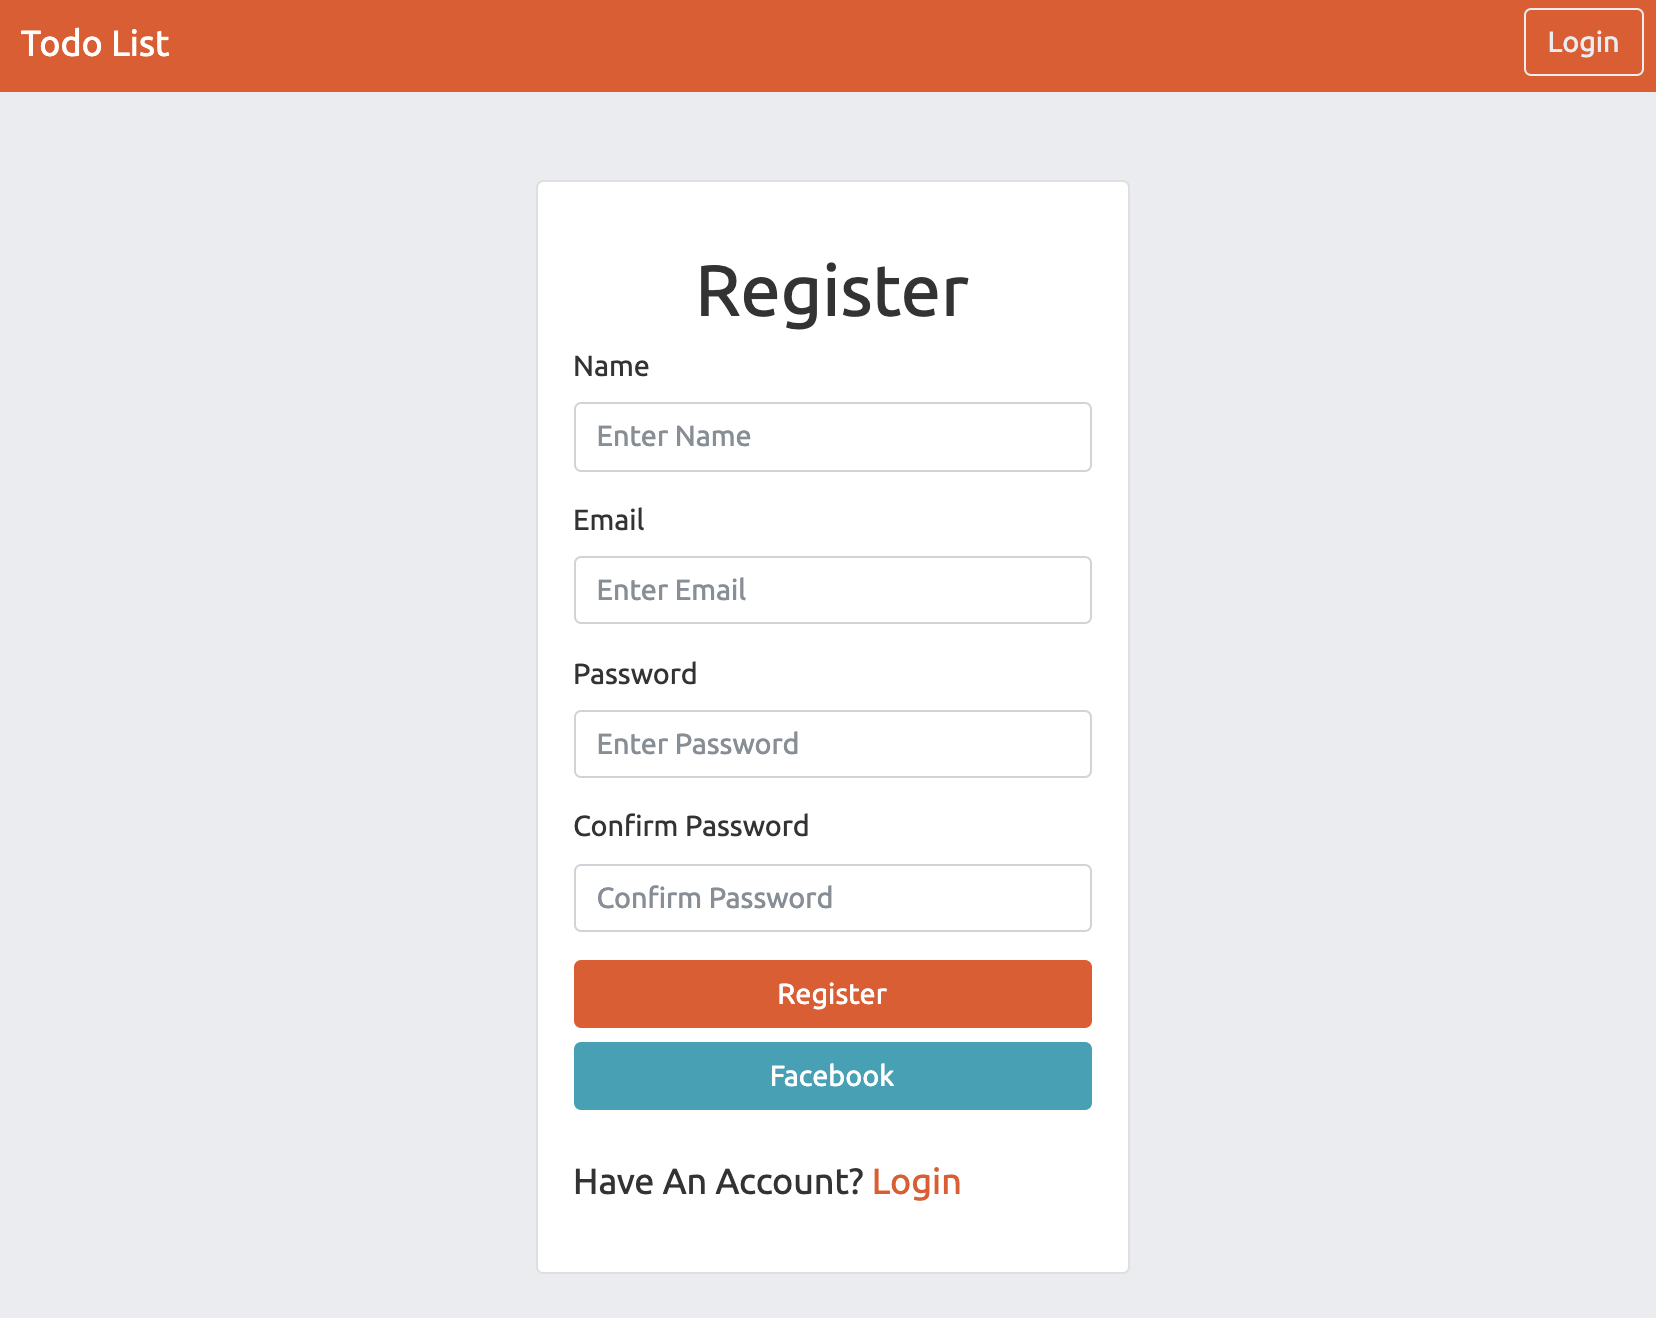 Todo List
Login
Register
Name
Enter Name
Email
Enter Email
Password
Enter Password
Confirm Password
Confirm Password
Register
Facebook
Have An Account? Login